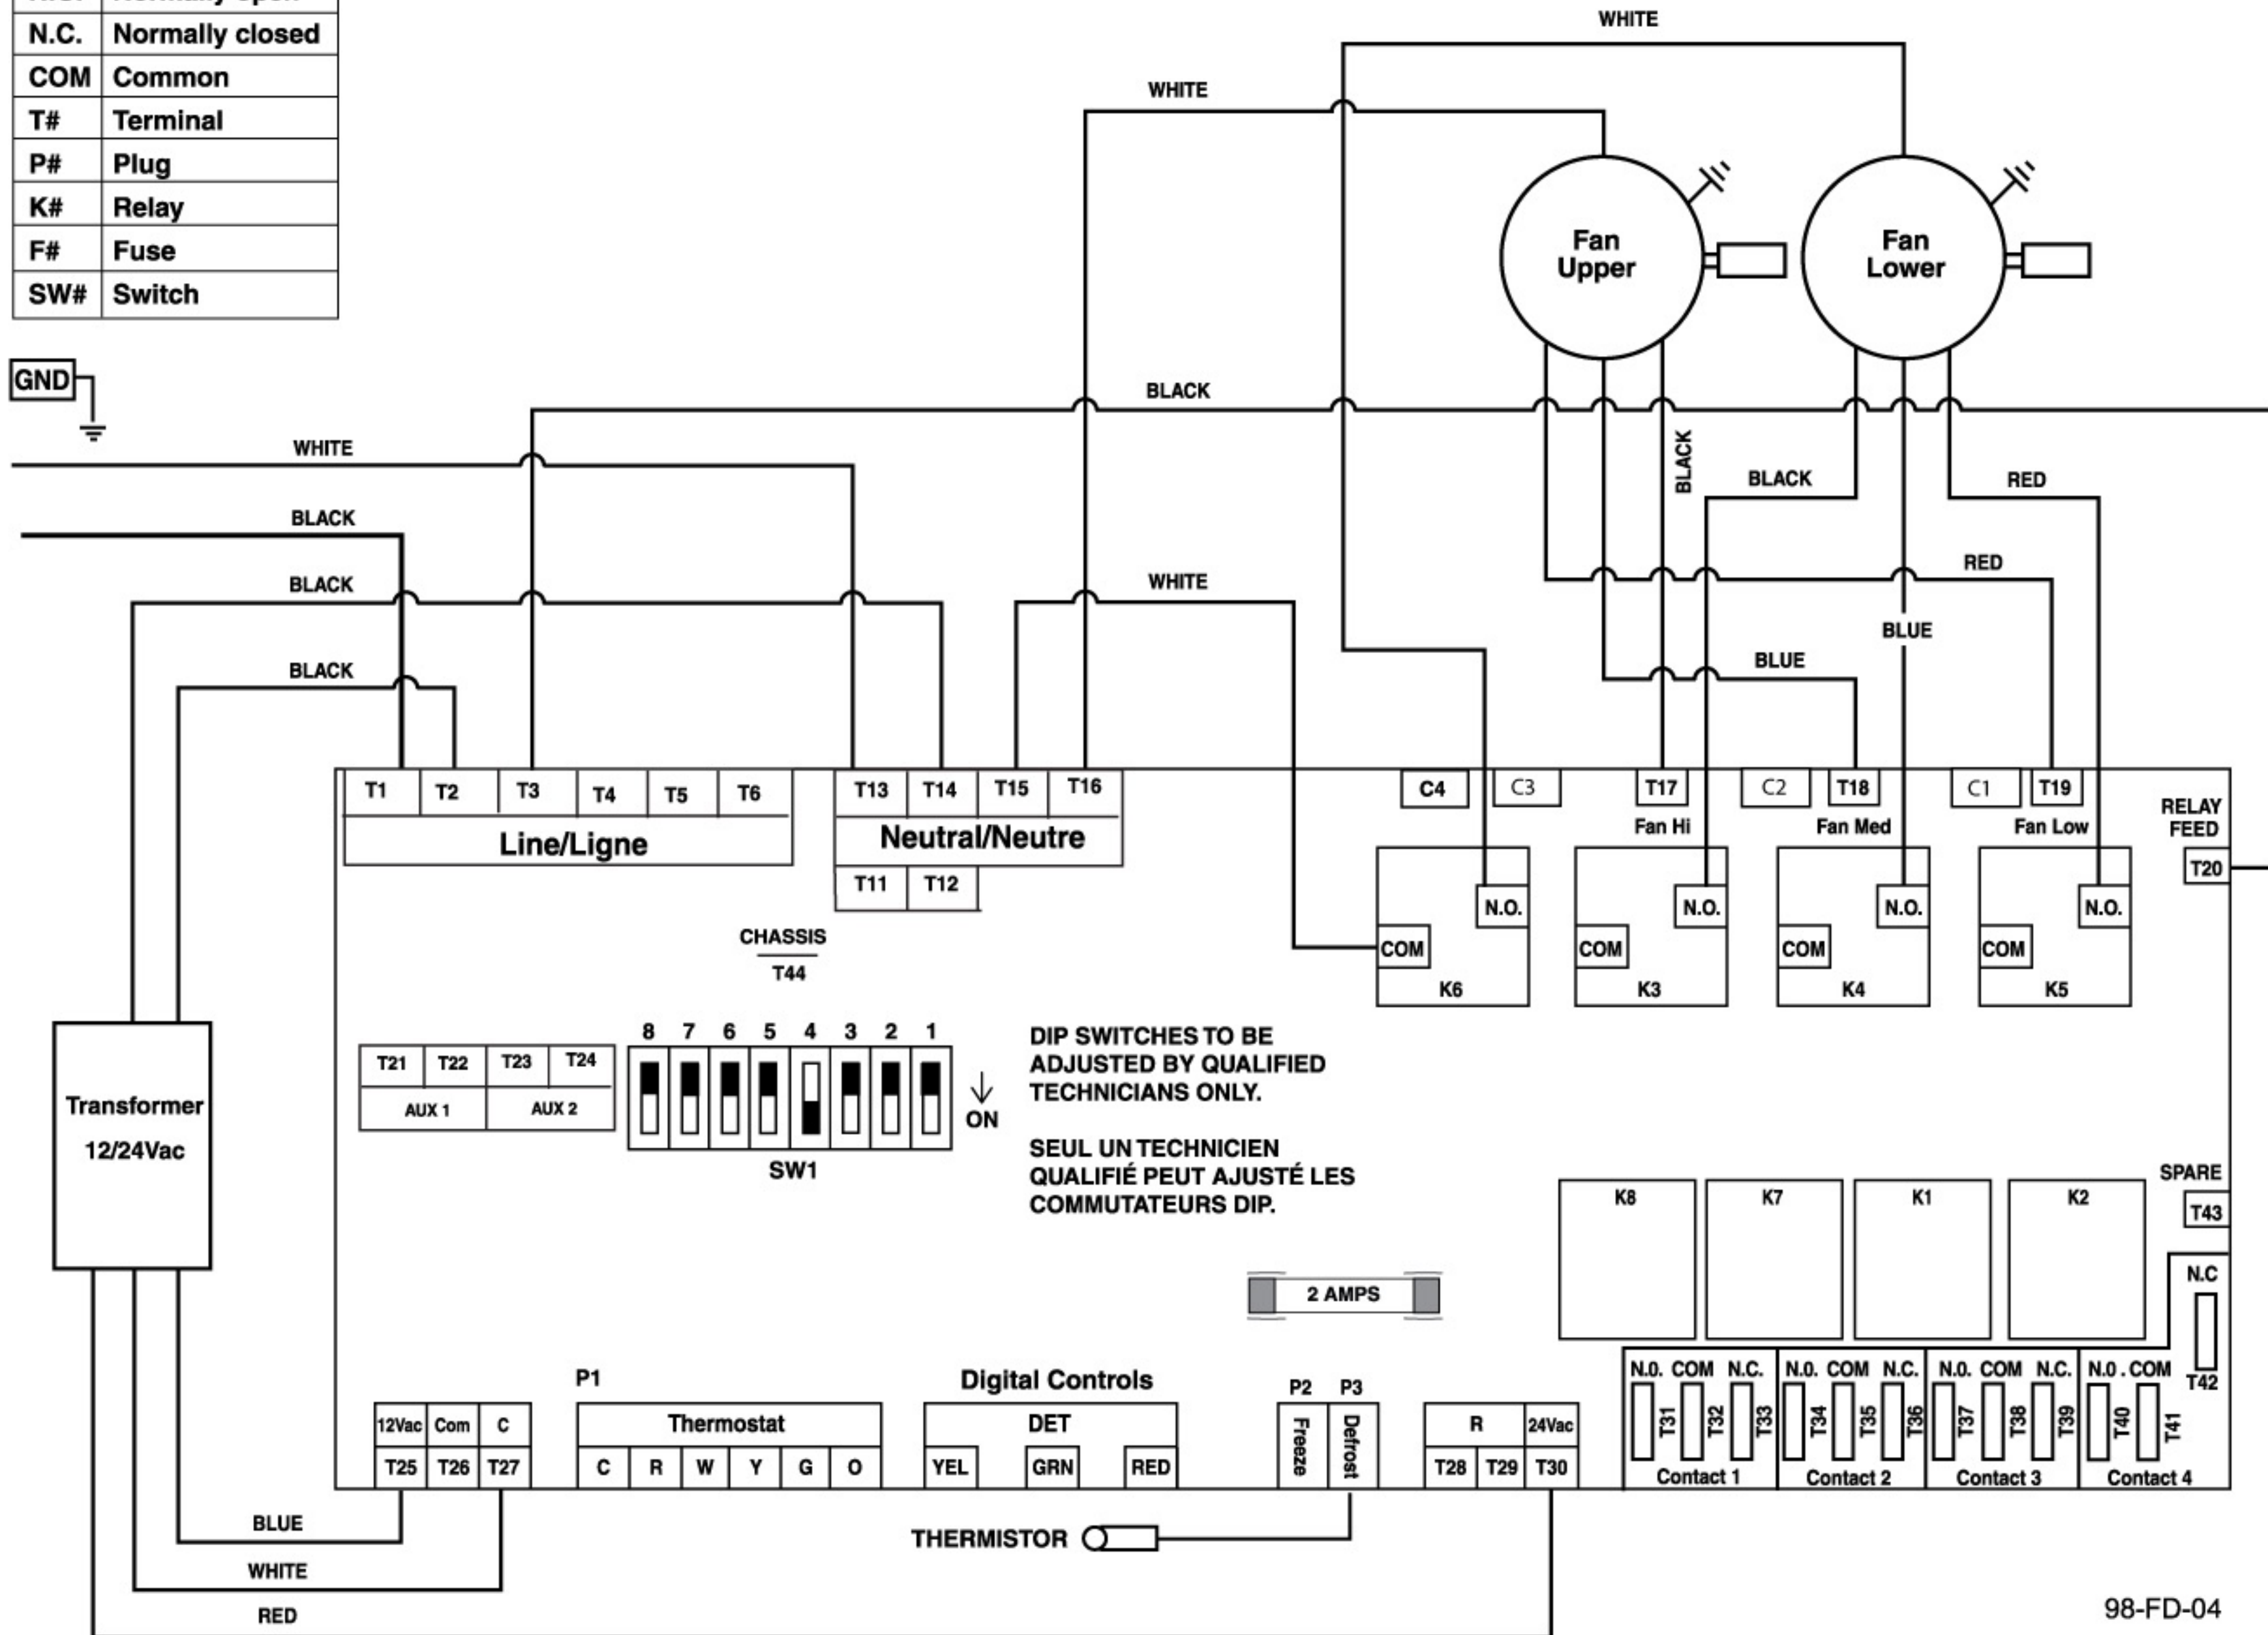 N.C. Normally closed
COM Common
T# Terminal
P# Plug
K# Relay
F# Fuse
SW# Switch
GND
WHITE
WHITE
Fan
Upper
Fan
Lower
BLACK
WHITE
BLACK
BLACK
BLACK
RED
BLACK
BLACK
WHITE
RED
BLUE
BLUE
T1 T2 T3 T4 T5 T6
Line/Ligne
T13 T14 T15 T16
Neutral/Neutre
T11 T12
C4 C3 T17 C2 T18 C1 T19
Fan Hi Fan Med Fan Low
RELAY
FEED
T20
N.O. N.O. N.O. N.O.
COM COM COM COM
K6 K3 K4 K5
CHASSIS
T44
Transformer
12/24Vac
T21 T22 T23 T24
AUX 1 AUX 2
8 7 6 5 4 3 2 1
ON
SW1
DIP SWITCHES TO BE
ADJUSTED BY QUALIFIED
TECHNICIANS ONLY.
SEUL UN TECHNICIEN
QUALIFIÉ PEUT AJUSTÉ LES
COMMUTATEURS DIP.
K8 K7 K1 K2
SPARE
T43
N.C
T42
2 AMPS
12Vac Com C
T25 T26 T27
P1
Thermostat
C R W Y G O
Digital Controls
DET
YEL GRN RED
P2 P3
Freeze
Defrost
R 24Vac
T28 T29 T30
N.0. COM N.C. N.0. COM N.C. N.0. COM N.C. N.0 . COM
T31 T32 T33 T34 T35 T36 T37 T38 T39 T40 T41
Contact 1 Contact 2 Contact 3 Contact 4
THERMISTOR
BLUE
WHITE
RED
98-FD-04